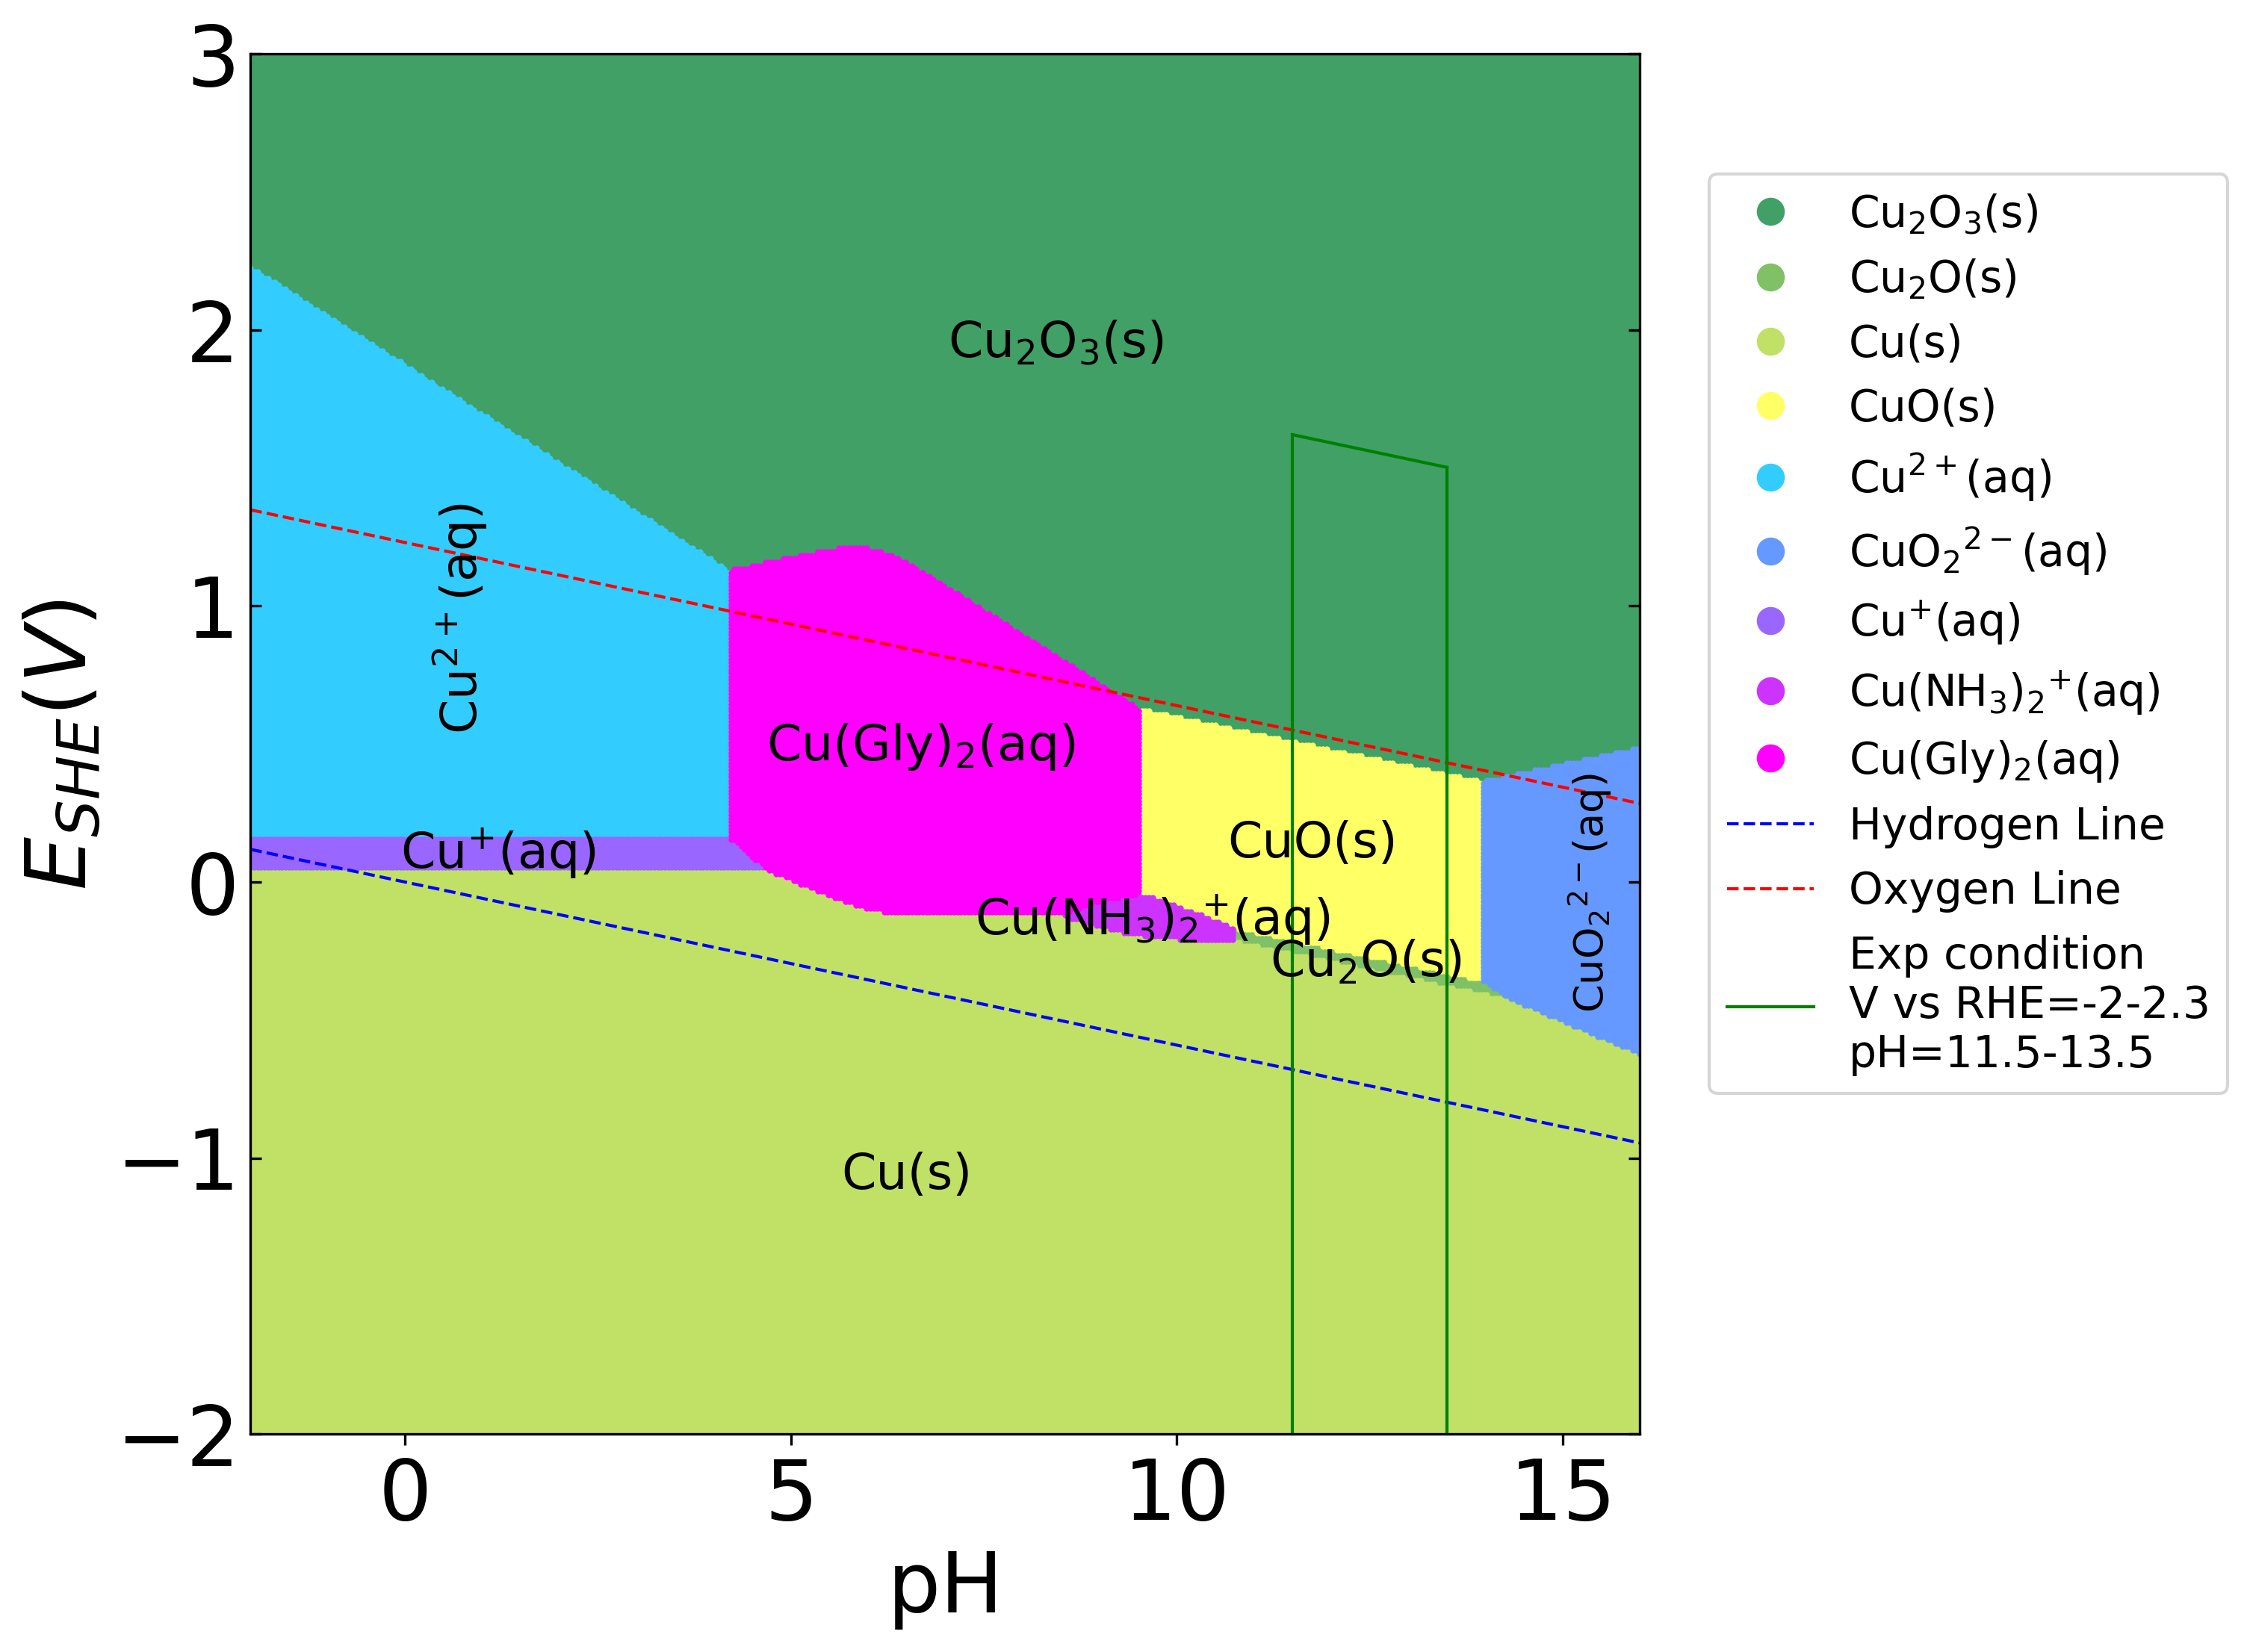 3
2
1
0
−1
−2
E_SHE(V)
0
5
10
15
pH
Cu₂O₃(s)
Cu²⁺(aq)
Cu(Gly)₂(aq)
Cu⁺(aq)
CuO(s)
Cu(NH₃)₂⁺(aq)
Cu₂O(s)
CuO₂²⁻(aq)
Cu(s)
Cu₂O₃(s)
Cu₂O(s)
Cu(s)
CuO(s)
Cu²⁺(aq)
CuO₂²⁻(aq)
Cu⁺(aq)
Cu(NH₃)₂⁺(aq)
Cu(Gly)₂(aq)
Hydrogen Line
Oxygen Line
Exp condition
V vs RHE=-2-2.3
pH=11.5-13.5